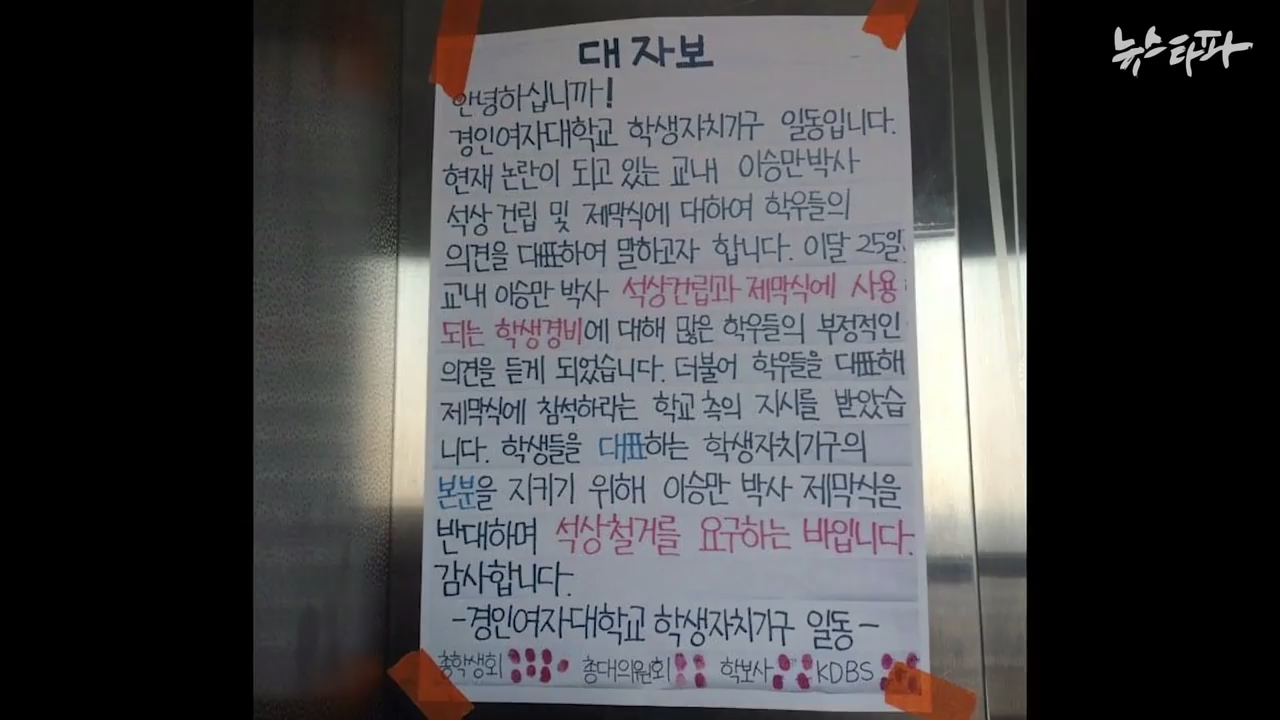 뉴스타파
대자보
안녕하십니까!
경인여자대학교 학생자치기구 일동입니다.
현재 논란이 되고 있는 교내 이승만박사
석상 건립 및 제막식에 대하여 학우들의
의견을 대표하여 말하고자 합니다. 이달 25일
교내 이승만 박사 석상건립과 제막식에 사용
되는 학생경비에 대해 많은 학우들의 부정적인
의견을 듣게 되었습니다. 더불어 학우들을 대표해
제막식에 참석하라는 학교 측의 지시를 받았습
니다. 학생들을 대표하는 학생자치기구의
본분을 지키기 위해 이승만 박사 제막식을
반대하며 석상철거를 요구하는 바입니다.
감사합니다.
-경인여자대학교 학생자치기구 일동-
총학생회 총대의원회 학보사 KDBS